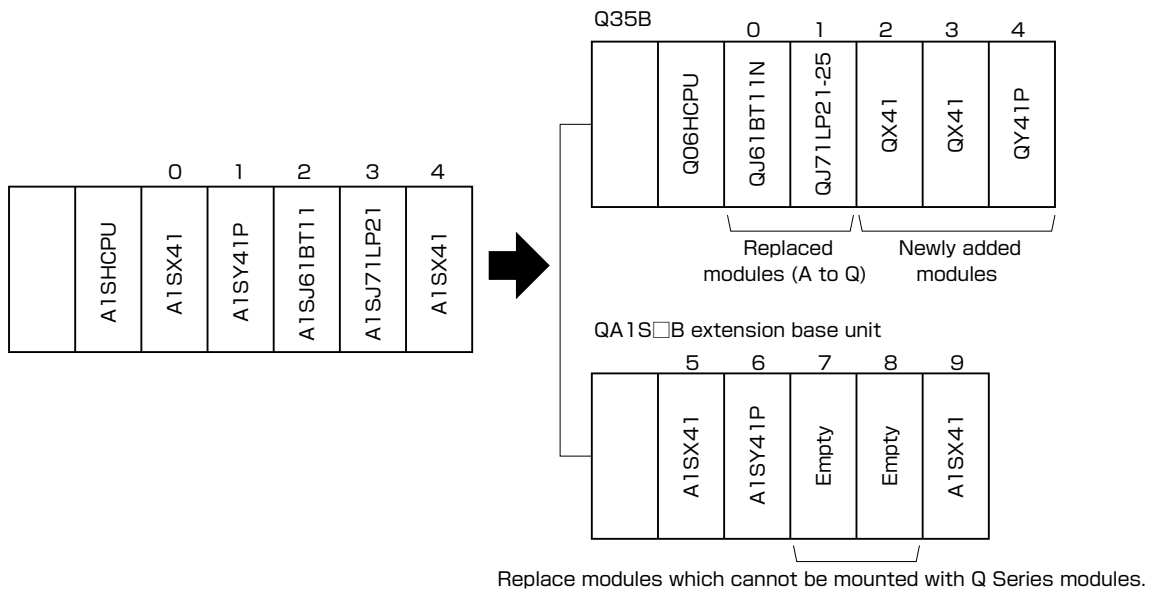 Q35B
0 1 2 3 4
Q06HCPU
QJ61BT11N
QJ71LP21-25
QX41
QX41
QY41P
Replaced
modules (A to Q)
Newly added
modules
0 1 2 3 4
A1SHCPU
A1SX41
A1SY41P
A1SJ61BT11
A1SJ71LP21
A1SX41
QA1S□B extension base unit
5 6 7 8 9
A1SX41
A1SY41P
Empty
Empty
A1SX41
Replace modules which cannot be mounted with Q Series modules.